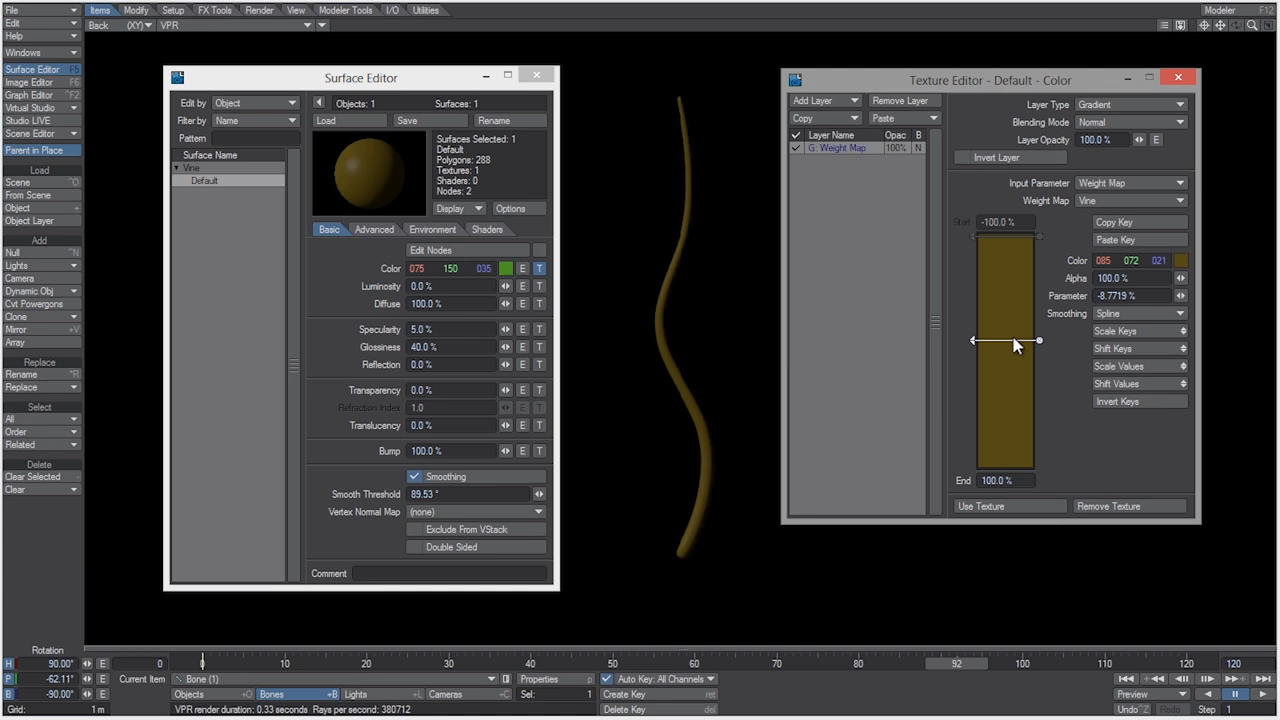 File Items Modify Setup FX Tools Render View Modeler Tools I/O Utilities Modeler F12
Edit Back (XY) VPR
Help
Windows
Surface Editor F5
Image Editor F6
Graph Editor ^F2
Virtual Studio
Studio LIVE
Scene Editor
Parent in Place
Load
Scene ^O
From Scene
Object +
Object Layer
Add
Null ^N
Lights
Camera
Dynamic Obj
Cvt Powergons
Clone
Mirror +V
Array
Replace
Rename ^R
Replace
Select
All
Order
Related
Delete
Clear Selected -
Clear
Surface Editor
Edit by Object Objects: 1 Surfaces: 1
Filter by Name Load Save Rename
Pattern
Surface Name
Vine
Default
Surfaces Selected: 1
Default
Polygons: 288
Textures: 1
Shaders: 0
Nodes: 2
Display Options
Basic Advanced Environment Shaders
Edit Nodes
Color 075 150 035 E T
Luminosity 0.0 % E T
Diffuse 100.0 % E T
Specularity 5.0 % E T
Glossiness 40.0 % E T
Reflection 0.0 % E T
Transparency 0.0 % E T
Refraction Index 1.0 E T
Translucency 0.0 % E T
Bump 100.0 % E T
Smoothing
Smooth Threshold 89.53 °
Vertex Normal Map (none)
Exclude From VStack
Double Sided
Comment
Texture Editor - Default - Color
Add Layer Remove Layer
Copy Paste
Layer Name Opac B
G: Weight Map 100% N
Layer Type Gradient
Blending Mode Normal
Layer Opacity 100.0 % E
Invert Layer
Input Parameter Weight Map
Weight Map Vine
Start -100.0 % Copy Key
Paste Key
Color 085 072 021
Alpha 100.0 %
Parameter -8.7719 %
Smoothing Spline
Scale Keys
Shift Keys
Scale Values
Shift Values
Invert Keys
End 100.0 %
Use Texture Remove Texture
Rotation
H 90.00° E 0 0 10 20 30 40 50 60 70 80 92 100 110 120 120
P -62.11° E Current Item Bone (1) Properties p Auto Key: All Channels
B -90.00° E Objects +O Bones +B Lights +L Cameras +C Sel: 1 Create Key ret Preview
Grid: 1 m VPR render duration: 0.33 seconds Rays per second: 380712 Delete Key del Undo ^Z Redo Z Step 1